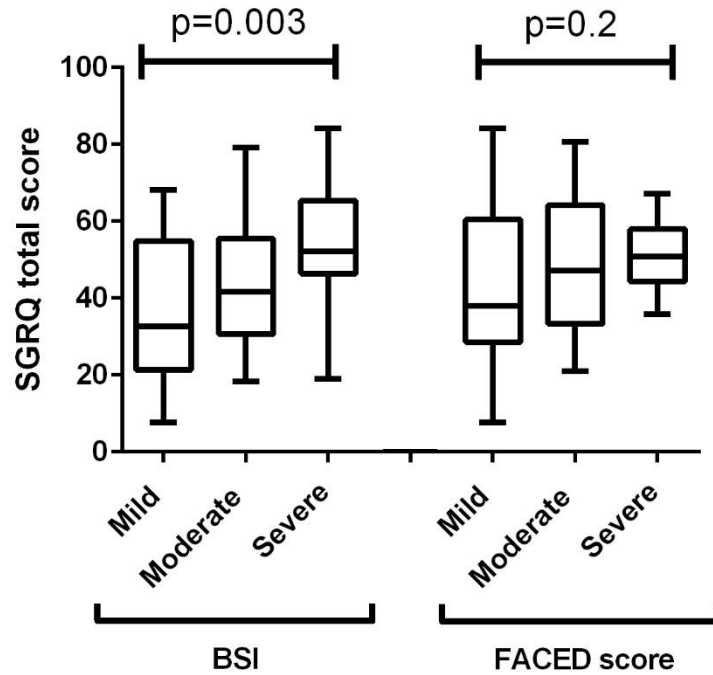 p=0.003
p=0.2
SGRQ total score
100
80
60
40
20
0
Mild
Moderate
Severe
Mild
Moderate
Severe
BSI
FACED score